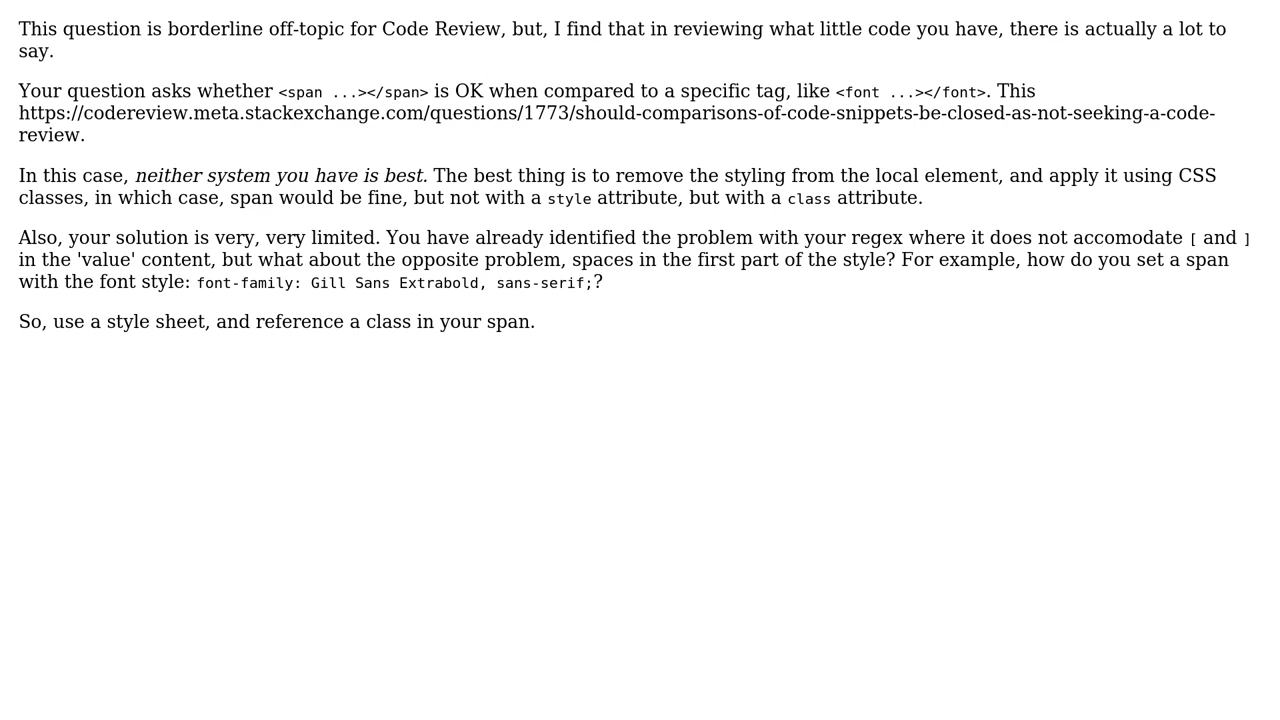 This question is borderline off-topic for Code Review, but, I find that in reviewing what little code you have, there is actually a lot to
say.
Your question asks whether <span ...></span> is OK when compared to a specific tag, like <font ...></font>. This
https://codereview.meta.stackexchange.com/questions/1773/should-comparisons-of-code-snippets-be-closed-as-not-seeking-a-code-
review.
In this case, neither system you have is best. The best thing is to remove the styling from the local element, and apply it using CSS
classes, in which case, span would be fine, but not with a style attribute, but with a class attribute.
Also, your solution is very, very limited. You have already identified the problem with your regex where it does not accomodate [ and ]
in the 'value' content, but what about the opposite problem, spaces in the first part of the style? For example, how do you set a span
with the font style: font-family: Gill Sans Extrabold, sans-serif;?
So, use a style sheet, and reference a class in your span.